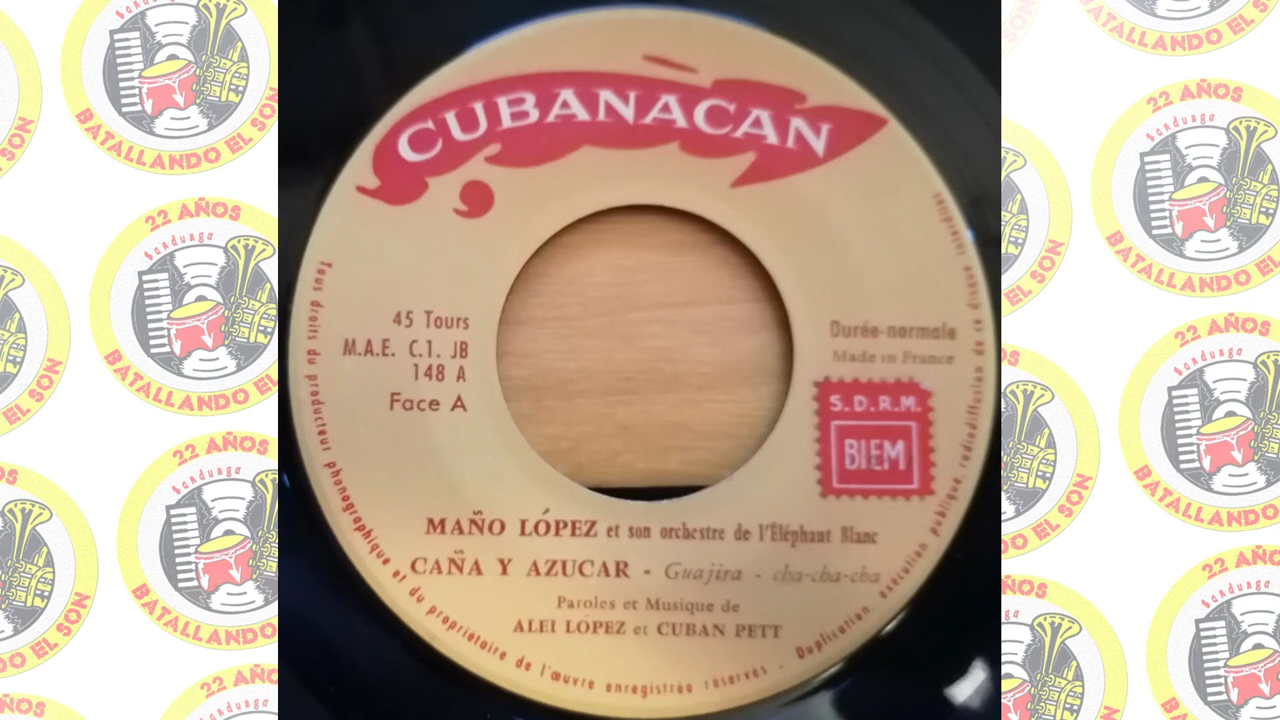 CUBANACAN
45 Tours
M.A.E. C.1. JB
148 A
Face A
Durée-normale
Made in France
S.D.R.M.
BIEM
MAÑO LÓPEZ et son orchestre de l'Éléphant Blanc
CAÑA Y AZUCAR - Guajira - cha-cha-cha
Paroles et Musique de
ALEI LÓPEZ et CUBAN PETT
Tous droits du producteur phonographique et du propriétaire de l'œuvre enregistrée réservés - Duplication, exécution publique, radiodiffusion de ce disque interdites
22 AÑOS
Bandunga
BATALLANDO EL SON